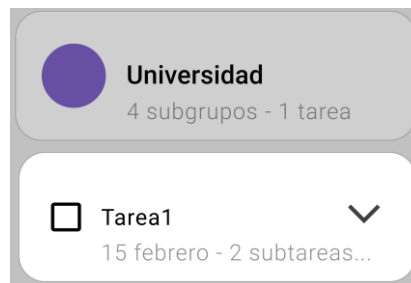 Universidad
4 subgrupos - 1 tarea
Tarea1
15 febrero - 2 subtareas...